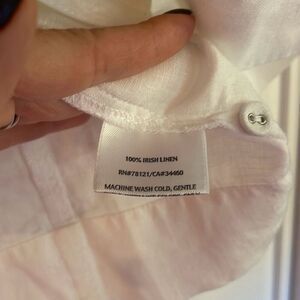 100% IRISH LINEN
RN#78121/CA#34460
MACHINE WASH COLD, GENTLE